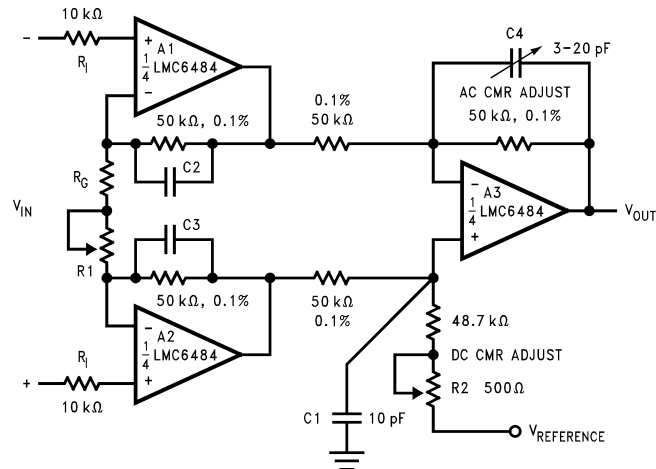 10 kΩ
−
R_I
+
A1
1/4 LMC6484
−
C4
3–20 pF
AC CMR ADJUST
50 kΩ, 0.1%
0.1%
50 kΩ
50 kΩ, 0.1%
C2
R_G
−
A3
1/4 LMC6484
+
V_OUT
V_IN
C3
R1
50 kΩ, 0.1%
50 kΩ
0.1%
−
A2
1/4 LMC6484
+
R_I
+
10 kΩ
48.7 kΩ
DC CMR ADJUST
R2 500Ω
C1
10 pF
V_REFERENCE